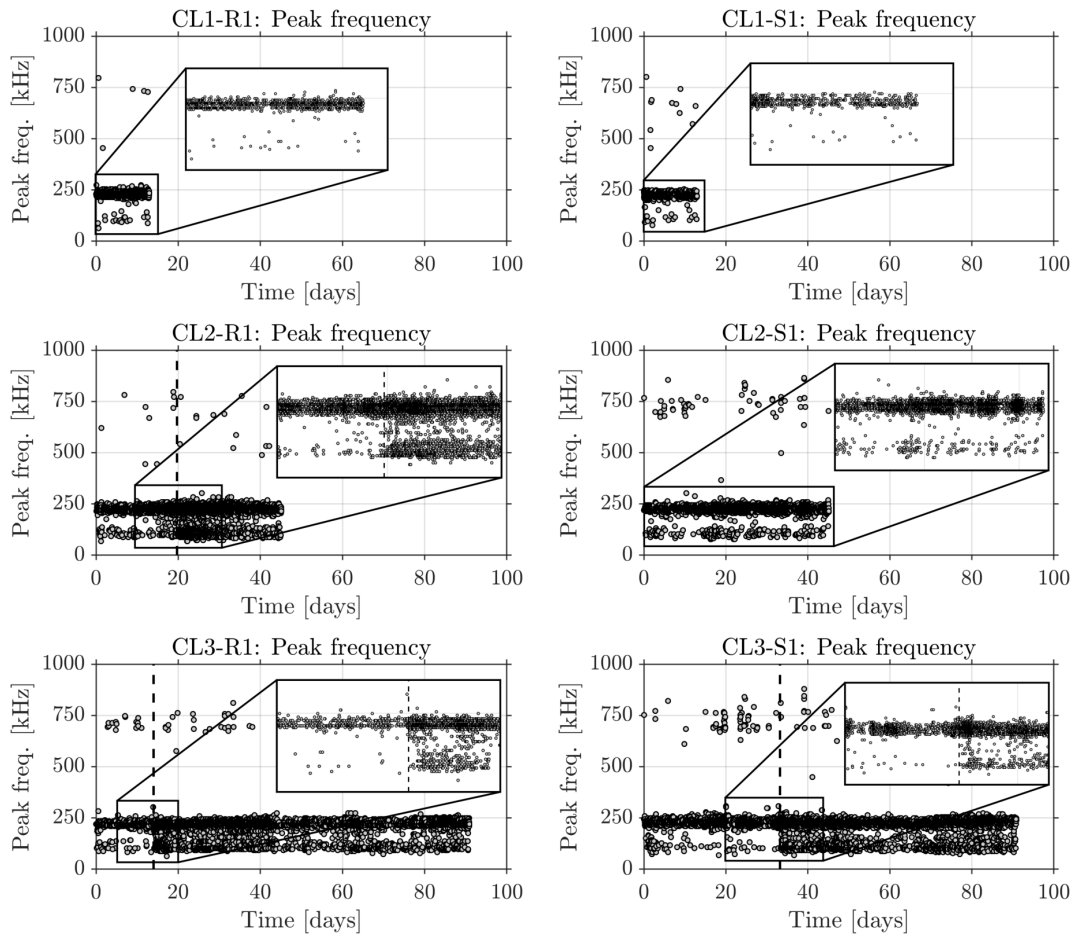 CL1-R1: Peak frequency
1000
750
500
250
0
Peak freq. [kHz]
0 20 40 60 80 100
Time [days]
CL1-S1: Peak frequency
1000
750
500
250
0
Peak freq. [kHz]
0 20 40 60 80 100
Time [days]
CL2-R1: Peak frequency
1000
750
500
250
0
Peak freq. [kHz]
0 20 40 60 80 100
Time [days]
CL2-S1: Peak frequency
1000
750
500
250
0
Peak freq. [kHz]
0 20 40 60 80 100
Time [days]
CL3-R1: Peak frequency
1000
750
500
250
0
Peak freq. [kHz]
0 20 40 60 80 100
Time [days]
CL3-S1: Peak frequency
1000
750
500
250
0
Peak freq. [kHz]
0 20 40 60 80 100
Time [days]